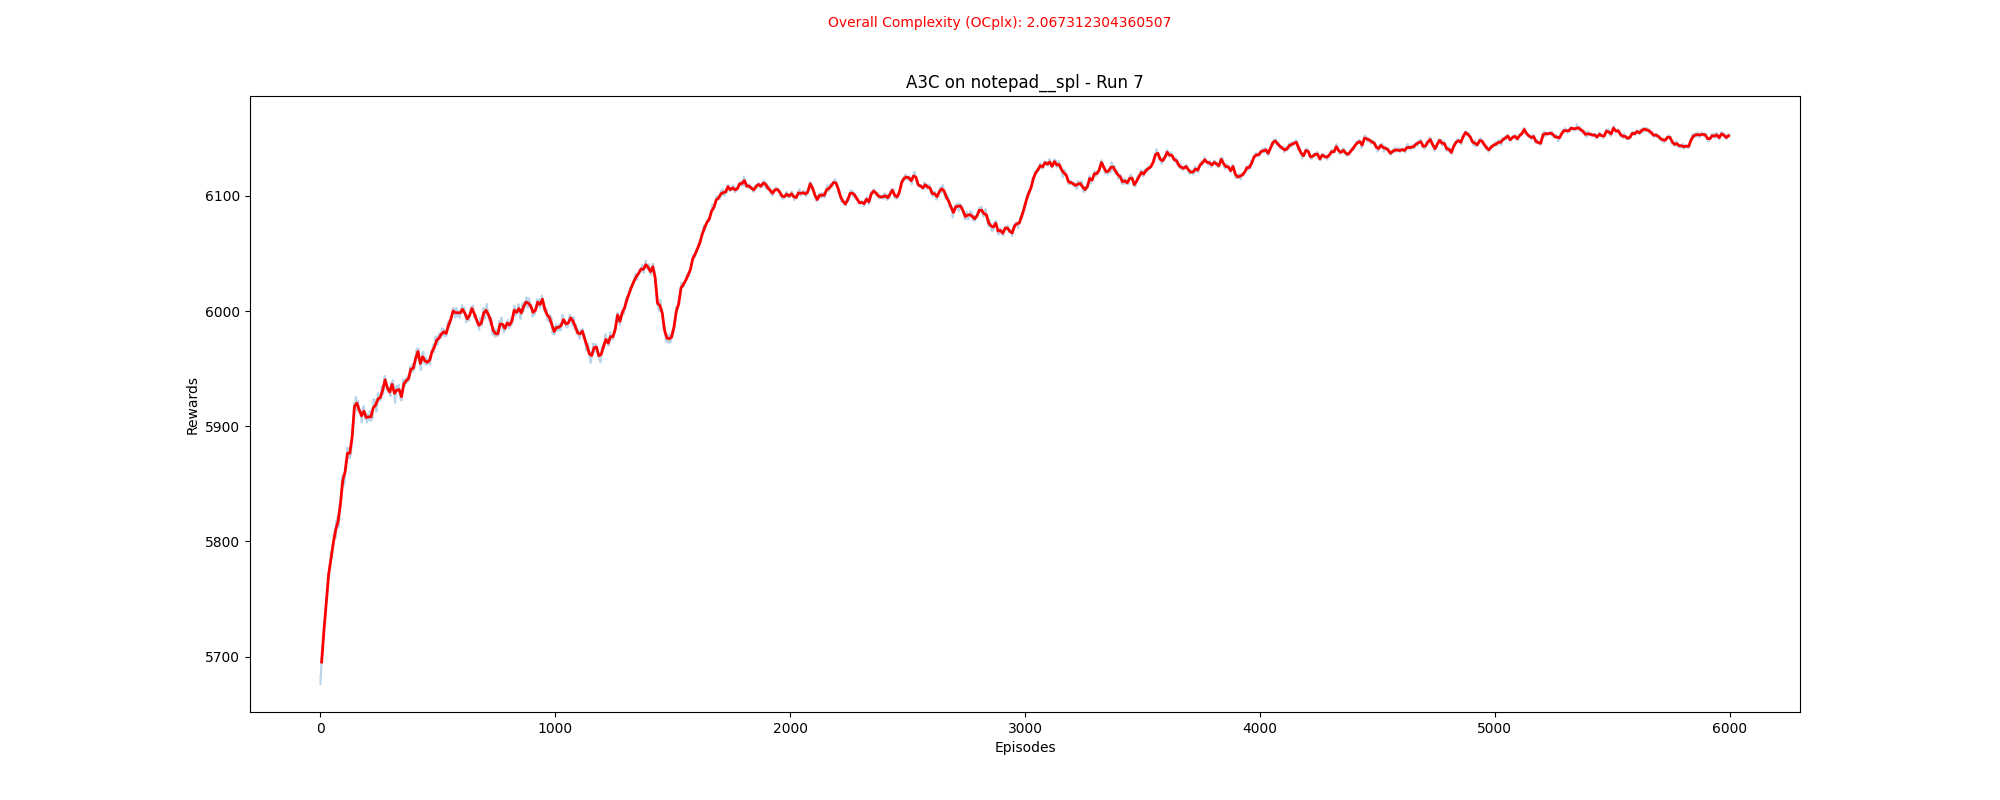 Overall Complexity (OCplx): 2.067312304360507
A3C on notepad__spl - Run 7
Rewards
6100
6000
5900
5800
5700
0 1000 2000 3000 4000 5000 6000
Episodes